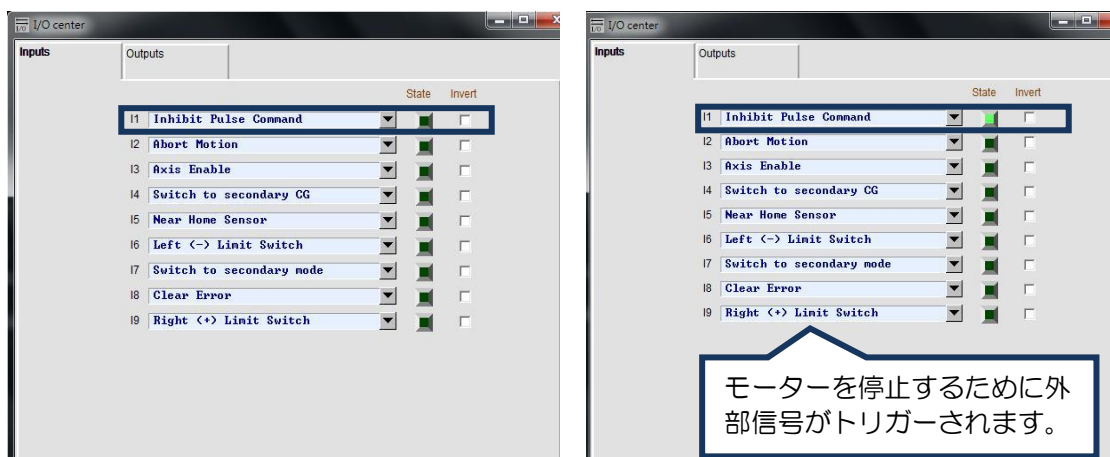 I/O center
Inputs
Outputs
State Invert
I1 Inhibit Pulse Command
I2 Abort Motion
I3 Axis Enable
I4 Switch to secondary CG
I5 Near Home Sensor
I6 Left (-) Limit Switch
I7 Switch to secondary mode
I8 Clear Error
I9 Right (+) Limit Switch
I/O center
Inputs
Outputs
State Invert
I1 Inhibit Pulse Command
I2 Abort Motion
I3 Axis Enable
I4 Switch to secondary CG
I5 Near Home Sensor
I6 Left (-) Limit Switch
I7 Switch to secondary mode
I8 Clear Error
I9 Right (+) Limit Switch
モーターを停止するために外
部信号がトリガーされます。